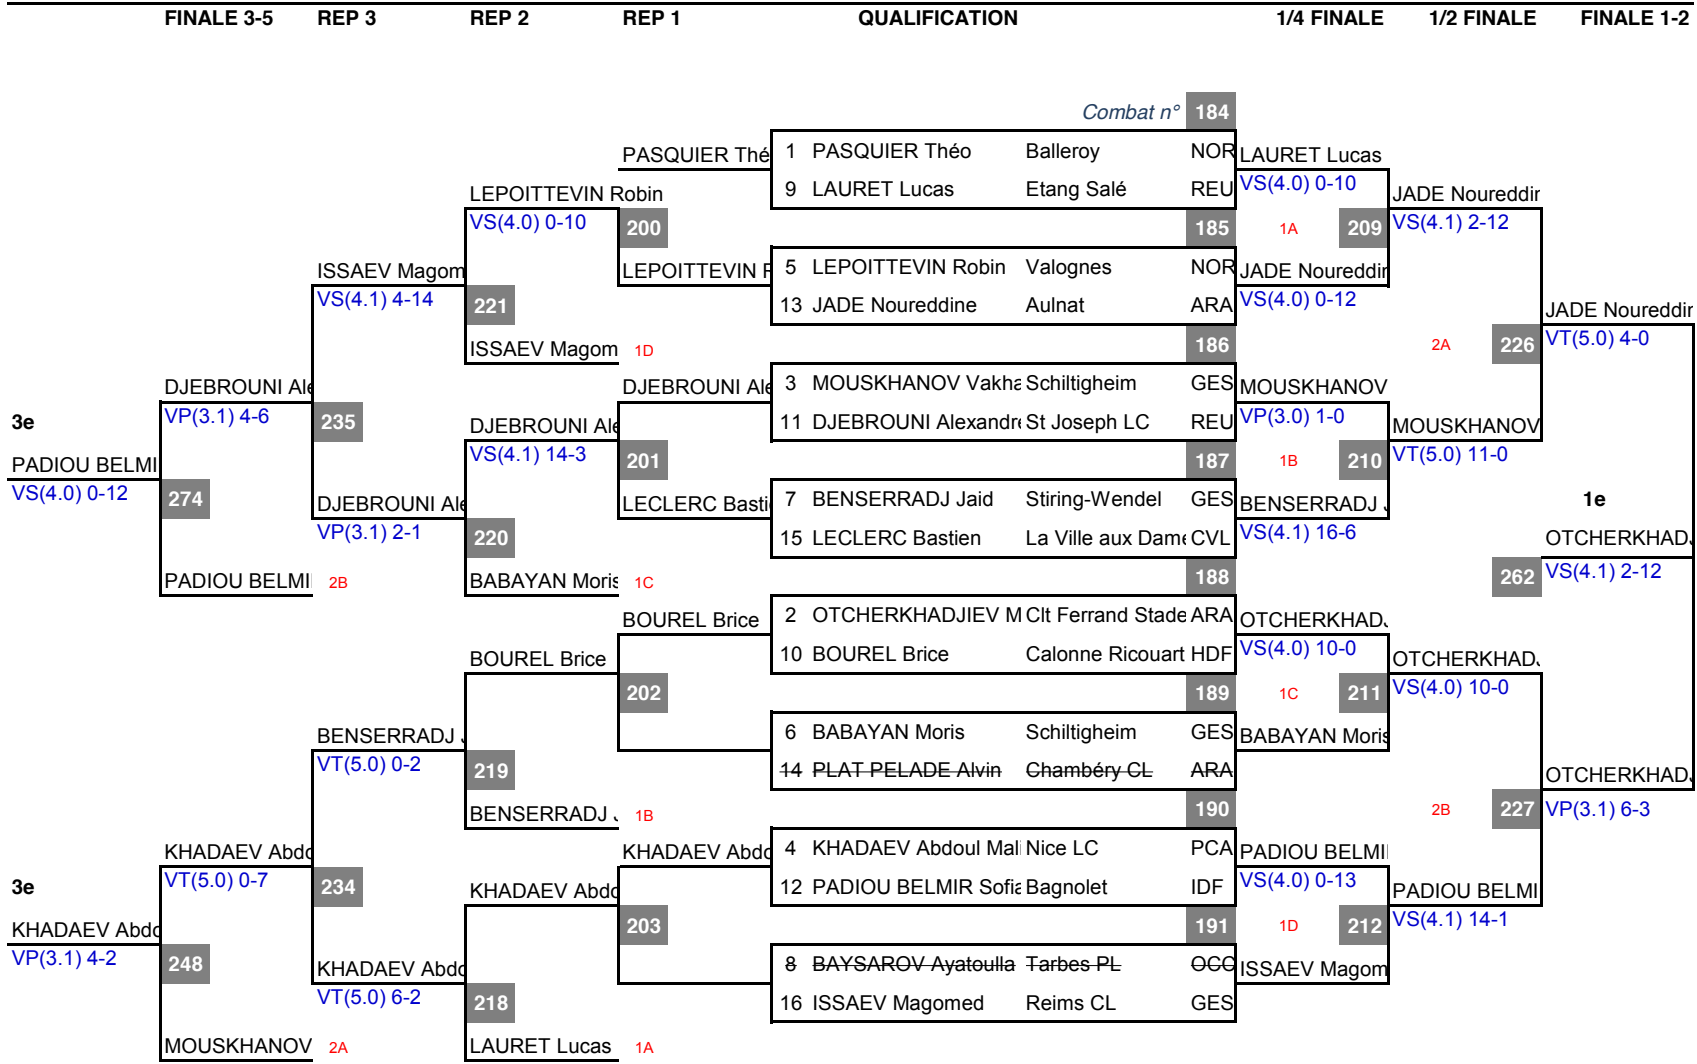 FINALE 3-5 REP 3 REP 2 REP 1 QUALIFICATION 1/4 FINALE 1/2 FINALE FINALE 1-2
Combat n° 184
PASQUIER Thé 1 PASQUIER Théo Balleroy NOR LAURET Lucas
LEPOITTEVIN Robin 9 LAURET Lucas Etang Salé REU VS(4.0) 0-10 JADE Noureddin
VS(4.0) 0-10 200 185 1A 209 VS(4.1) 2-12
ISSAEV Magom LEPOITTEVIN R 5 LEPOITTEVIN Robin Valognes NOR JADE Noureddin
VS(4.1) 4-14 221 13 JADE Noureddine Aulnat ARA VS(4.0) 0-12 JADE Noureddin
ISSAEV Magom 1D 186 2A 226 VT(5.0) 4-0
DJEBROUNI Ale DJEBROUNI Ale 3 MOUSKHANOV Vakha Schiltigheim GES MOUSKHANOV
3e VP(3.1) 4-6 235 DJEBROUNI Ale 11 DJEBROUNI Alexandre St Joseph LC REU VP(3.0) 1-0 MOUSKHANOV
PADIOU BELMI VS(4.1) 14-3 201 187 1B 210 VT(5.0) 11-0
VS(4.0) 0-12 274 DJEBROUNI Ale LECLERC Basti 7 BENSERRADJ Jaid Stiring-Wendel GES BENSERRADJ J 1e
VP(3.1) 2-1 220 15 LECLERC Bastien La Ville aux Dame CVL VS(4.1) 16-6 OTCHERKHADJ
PADIOU BELMI 2B BABAYAN Moris 1C 188 262 VS(4.1) 2-12
BOUREL Brice 2 OTCHERKHADJIEV M Clt Ferrand Stade ARA OTCHERKHADJ
BOUREL Brice 10 BOUREL Brice Calonne Ricouart HDF VS(4.0) 10-0 OTCHERKHADJ
202 189 1C 211 VS(4.0) 10-0
BENSERRADJ J 6 BABAYAN Moris Schiltigheim GES BABAYAN Moris
VT(5.0) 0-2 219 14 PLAT PELADE Alvin Chambéry CL ARA OTCHERKHADJ
BENSERRADJ J 1B 190 2B 227 VP(3.1) 6-3
KHADAEV Abdo KHADAEV Abdo 4 KHADAEV Abdoul Mali Nice LC PCA PADIOU BELMI
3e VT(5.0) 0-7 234 KHADAEV Abdo 12 PADIOU BELMIR Sofia Bagnolet IDF VS(4.0) 0-13 PADIOU BELMI
KHADAEV Abdo 203 191 1D 212 VS(4.1) 14-1
VP(3.1) 4-2 248 KHADAEV Abdo 8 BAYSAROV Ayatoulla Tarbes PL OCC ISSAEV Magom
VT(5.0) 6-2 218 16 ISSAEV Magomed Reims CL GES
MOUSKHANOV 2A LAURET Lucas 1A